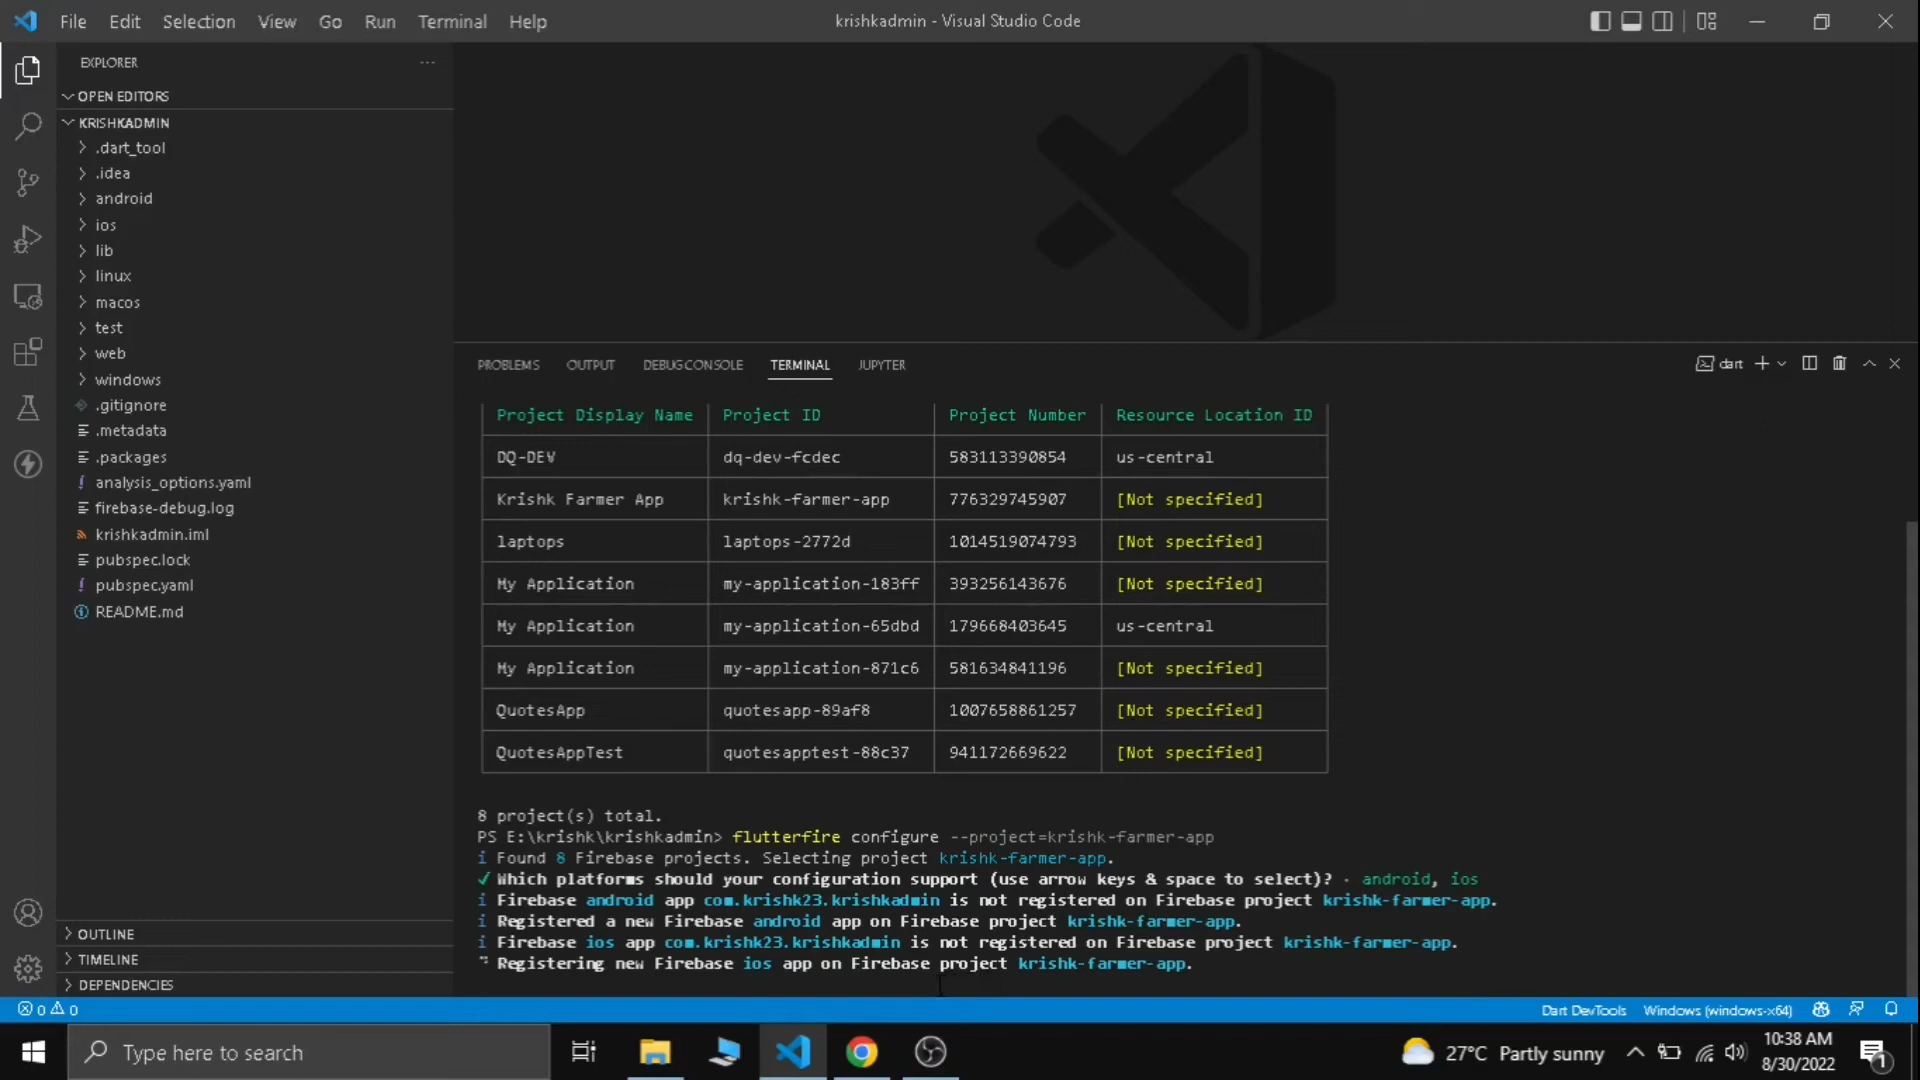 File Edit Selection View Go Run Terminal Help
krishkadmin - Visual Studio Code
EXPLORER
OPEN EDITORS
KRISHKADMIN
.dart_tool
.idea
android
ios
lib
linux
macos
test
web
windows
.gitignore
.metadata
.packages
analysis_options.yaml
firebase-debug.log
krishkadmin.iml
pubspec.lock
pubspec.yaml
README.md
OUTLINE
TIMELINE
DEPENDENCIES
PROBLEMS OUTPUT DEBUG CONSOLE TERMINAL JUPYTER
dart
Project Display Name Project ID Project Number Resource Location ID
DQ-DEV dq-dev-fcdec 583113390854 us-central
Krishk Farmer App krishk-farmer-app 776329745907 [Not specified]
laptops laptops-2772d 1014519074793 [Not specified]
My Application my-application-183ff 393256143676 [Not specified]
My Application my-application-65dbd 179668403645 us-central
My Application my-application-871c6 581634841196 [Not specified]
QuotesApp quotesapp-89af8 1007658861257 [Not specified]
QuotesAppTest quotesapptest-88c37 941172669622 [Not specified]
8 project(s) total.
PS E:\krishk\krishkadmin> flutterfire configure --project=krishk-farmer-app
i Found 8 Firebase projects. Selecting project krishk-farmer-app.
✓ Which platforms should your configuration support (use arrow keys & space to select)? · android, ios
i Firebase android app com.krishk23.krishkadmin is not registered on Firebase project krishk-farmer-app.
i Registered a new Firebase android app on Firebase project krishk-farmer-app.
i Firebase ios app com.krishk23.krishkadmin is not registered on Firebase project krishk-farmer-app.
Registering new Firebase ios app on Firebase project krishk-farmer-app.
0 0
Dart DevTools Windows (windows-x64)
Type here to search
27°C Partly sunny
10:38 AM
8/30/2022
1